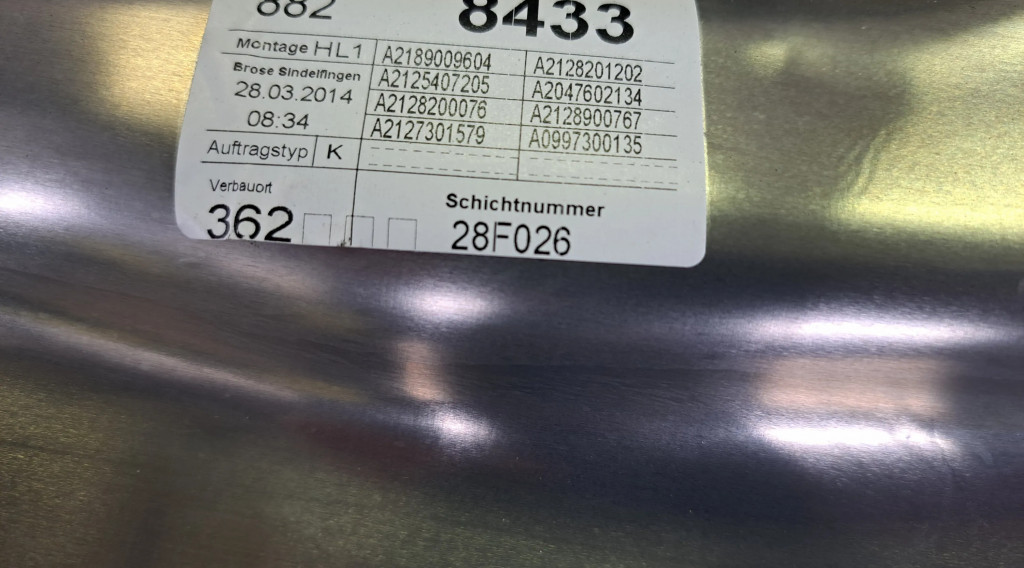 882 8433
Montage HL1 A2189009604 A2128201202
Brose Sindelfingen A2125407205 A2047602134
28.03.2014 A2128200076 A2128900767
08:34 A2127301579 A0997300135
Auftragstyp K
Verbauort Schichtnummer
362 28F026